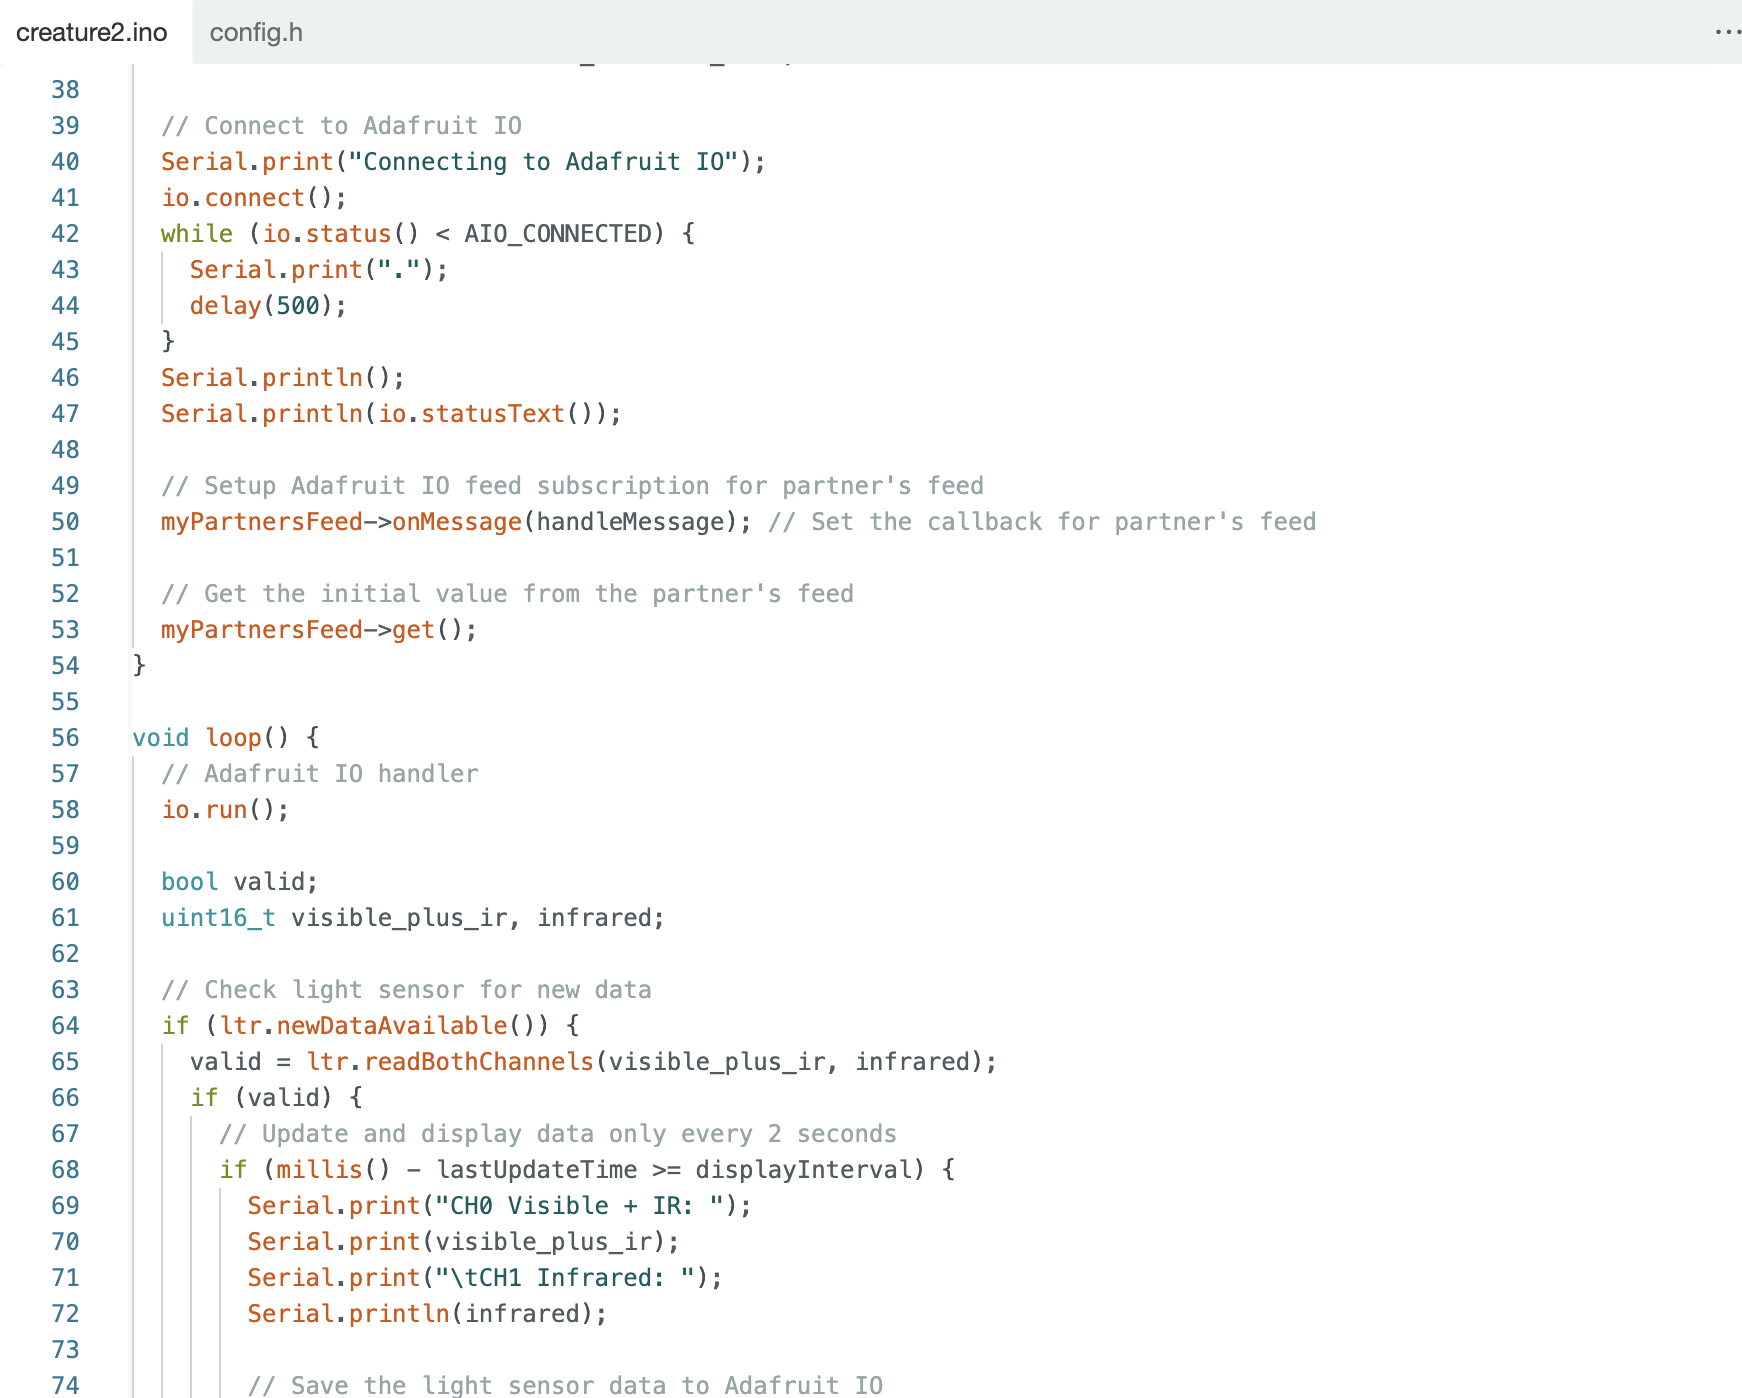 creature2.ino config.h ...
38
39 // Connect to Adafruit IO
40 Serial.print("Connecting to Adafruit IO");
41 io.connect();
42 while (io.status() < AIO_CONNECTED) {
43 Serial.print(".");
44 delay(500);
45 }
46 Serial.println();
47 Serial.println(io.statusText());
48
49 // Setup Adafruit IO feed subscription for partner's feed
50 myPartnersFeed->onMessage(handleMessage); // Set the callback for partner's feed
51
52 // Get the initial value from the partner's feed
53 myPartnersFeed->get();
54 }
55
56 void loop() {
57 // Adafruit IO handler
58 io.run();
59
60 bool valid;
61 uint16_t visible_plus_ir, infrared;
62
63 // Check light sensor for new data
64 if (ltr.newDataAvailable()) {
65 valid = ltr.readBothChannels(visible_plus_ir, infrared);
66 if (valid) {
67 // Update and display data only every 2 seconds
68 if (millis() - lastUpdateTime >= displayInterval) {
69 Serial.print("CH0 Visible + IR: ");
70 Serial.print(visible_plus_ir);
71 Serial.print("\tCH1 Infrared: ");
72 Serial.println(infrared);
73
74 // Save the light sensor data to Adafruit IO